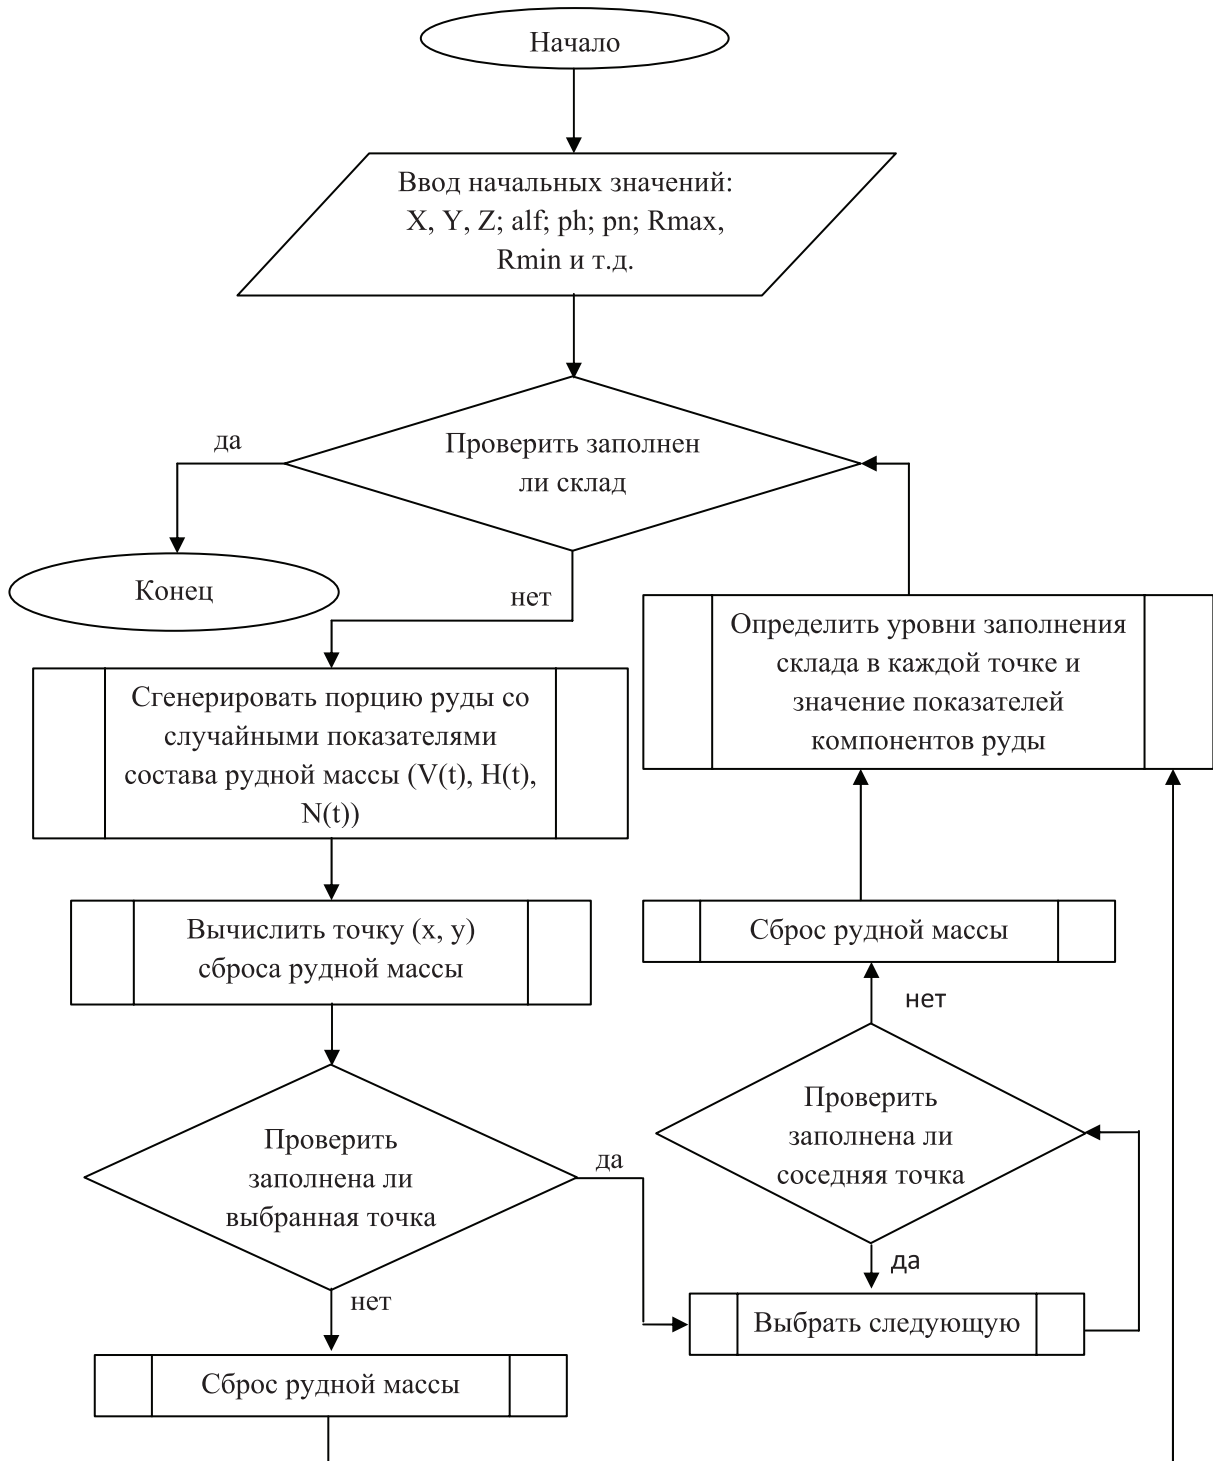 Начало
Ввод начальных значений:
X, Y, Z; alf; ph; pn; Rmax,
Rmin и т.д.
Проверить заполнен
ли склад
да
Конец
нет
Сгенерировать порцию руды со
случайными показателями
состава рудной массы (V(t), H(t),
N(t))
Вычислить точку (x, y)
сброса рудной массы
Проверить
заполнена ли
выбранная точка
да
нет
Сброс рудной массы
Определить уровни заполнения
склада в каждой точке и
значение показателей
компонентов руды
Сброс рудной массы
нет
Проверить
заполнена ли
соседняя точка
да
Выбрать следующую